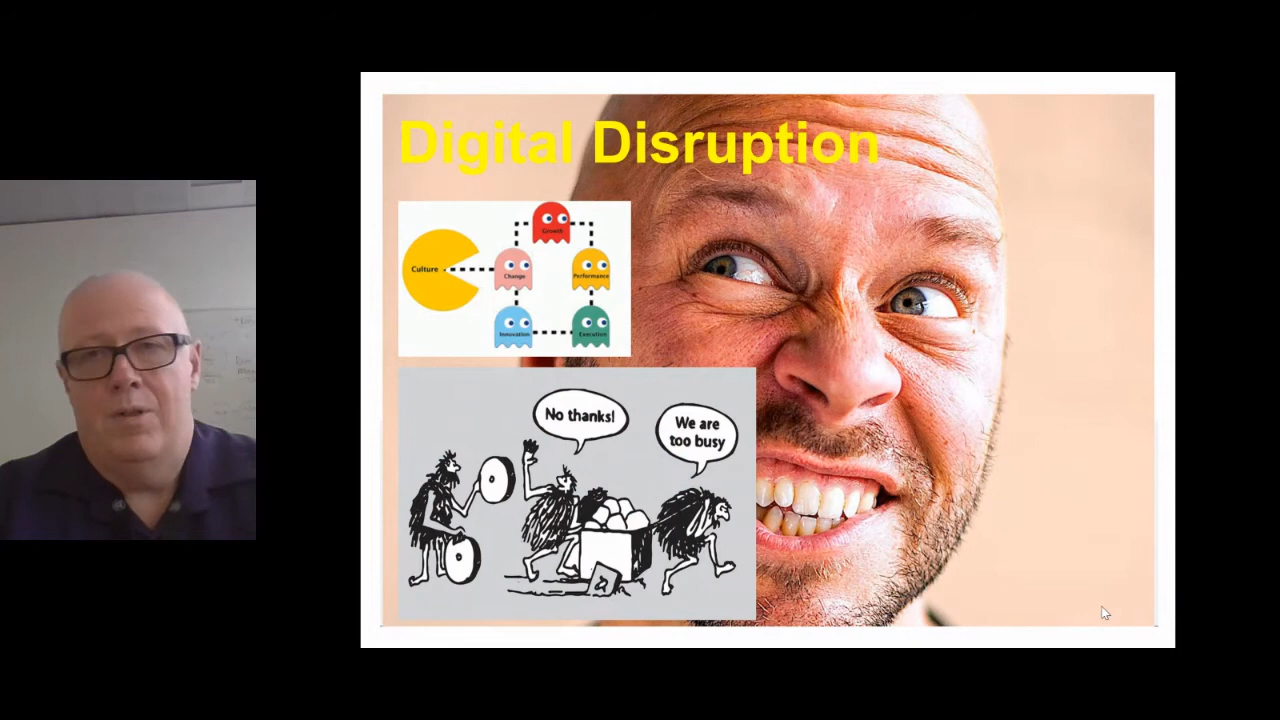 Digital Disruption
Growth
Culture
Change
Performance
Innovation
Execution
No thanks!
We are
too busy